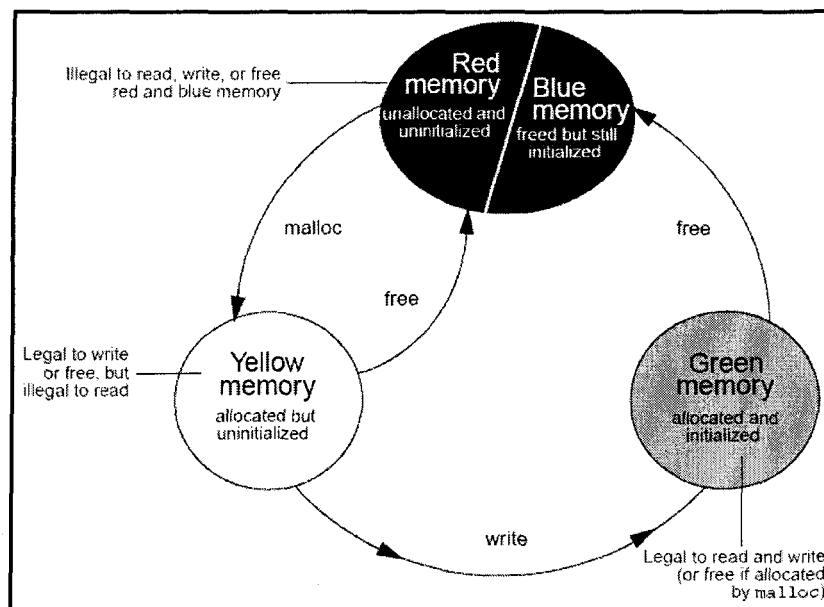 Illegal to read, write, or free
red and blue memory
Red
memory
unallocated and
uninitialized
Blue
memory
freed but still
initialized
malloc
free
free
Legal to write
or free, but
illegal to read
Yellow
memory
allocated but
uninitialized
Green
memory
allocated and
initialized
write
Legal to read and write
(or free if allocated
by malloc)